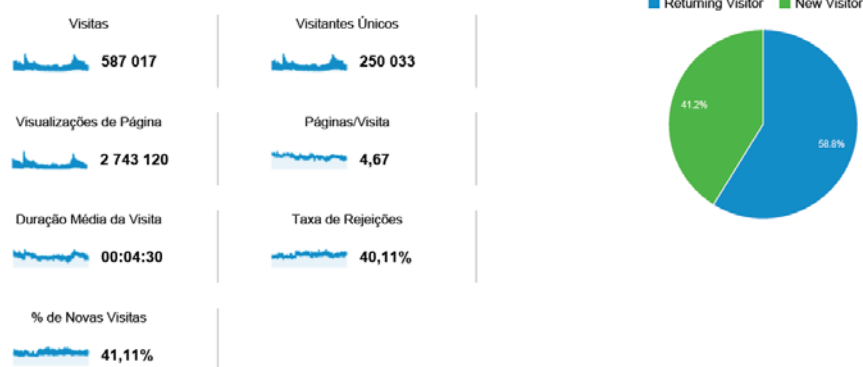 Visitas
587 017
Visitantes Únicos
250 033
Visualizações de Página
2 743 120
Páginas/Visita
4,67
Duração Média da Visita
00:04:30
Taxa de Rejeições
40,11%
% de Novas Visitas
41,11%
Returning Visitor
New Visitor
41.2%
58.8%